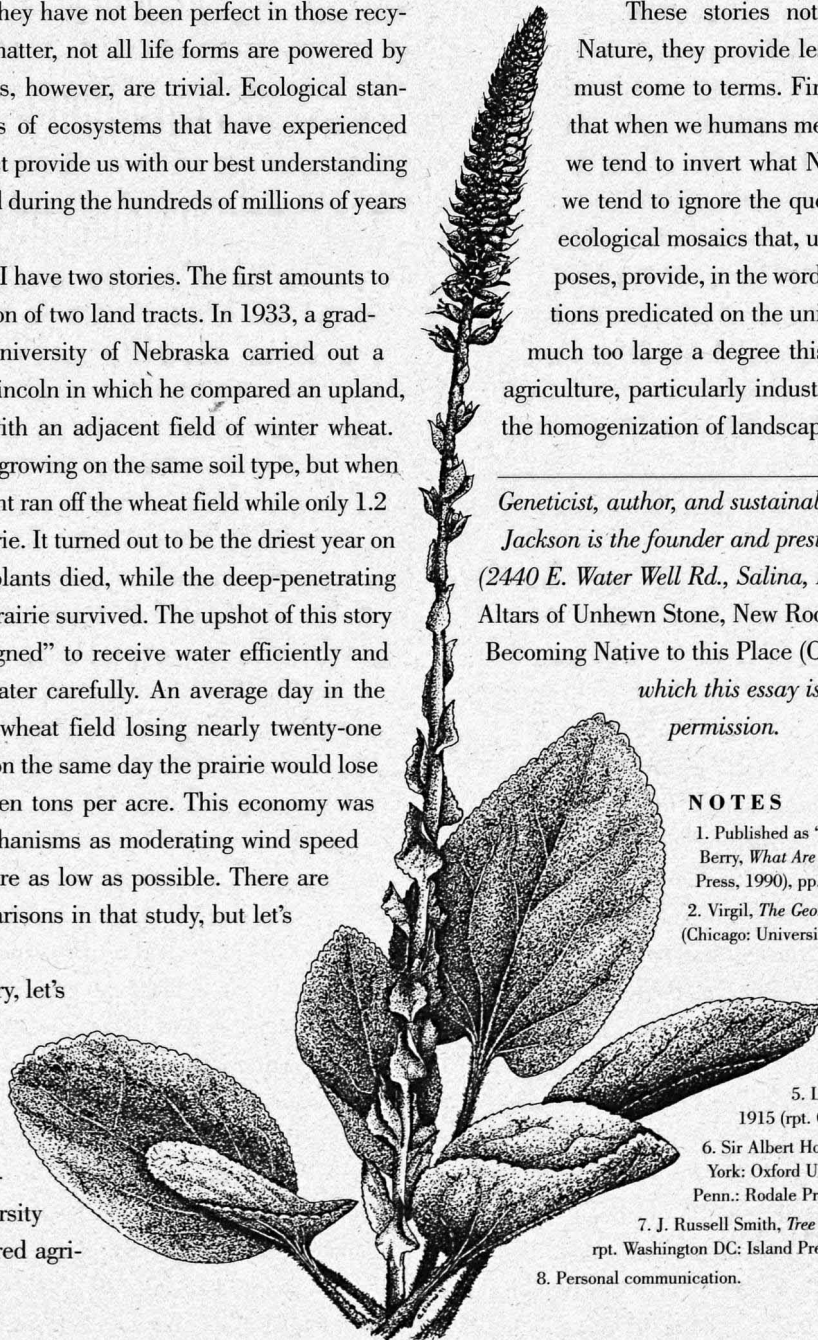 hey have not been perfect in those recy-
natter, not all life forms are powered by
s, however, are trivial. Ecological stan-
s of ecosystems that have experienced
t provide us with our best understanding
l during the hundreds of millions of years
I have two stories. The first amounts to
on of two land tracts. In 1933, a grad-
niversity of Nebraska carried out a
incoln in which he compared an upland,
ith an adjacent field of winter wheat.
growing on the same soil type, but when
nt ran off the wheat field while only 1.2
rie. It turned out to be the driest year on
plants died, while the deep-penetrating
rairie survived. The upshot of this story
gned” to receive water efficiently and
ater carefully. An average day in the
wheat field losing nearly twenty-one
on the same day the prairie would lose
en tons per acre. This economy was
hanisms as moderating wind speed
re as low as possible. There are
arisons in that study, but let’s
ry, let’s
rsity
red agri-
These stories not
Nature, they provide le
must come to terms. Fir
that when we humans me
we tend to invert what N
we tend to ignore the que
ecological mosaics that, u
poses, provide, in the word
tions predicated on the uni
much too large a degree this
agriculture, particularly indust
the homogenization of landscap
Geneticist, author, and sustainal
Jackson is the founder and presi
(2440 E. Water Well Rd., Salina,
Altars of Unhewn Stone, New Roo
Becoming Native to this Place (C
which this essay is
permission.
NOTES
1. Published as “
Berry, What Are
Press, 1990), pp.
2. Virgil, The Geo
(Chicago: Universi
5. L
1915 (rpt. 
6. Sir Albert Ho
York: Oxford U
Penn.: Rodale Pr
7. J. Russell Smith, Tree
rpt. Washington DC: Island Pre
8. Personal communication.